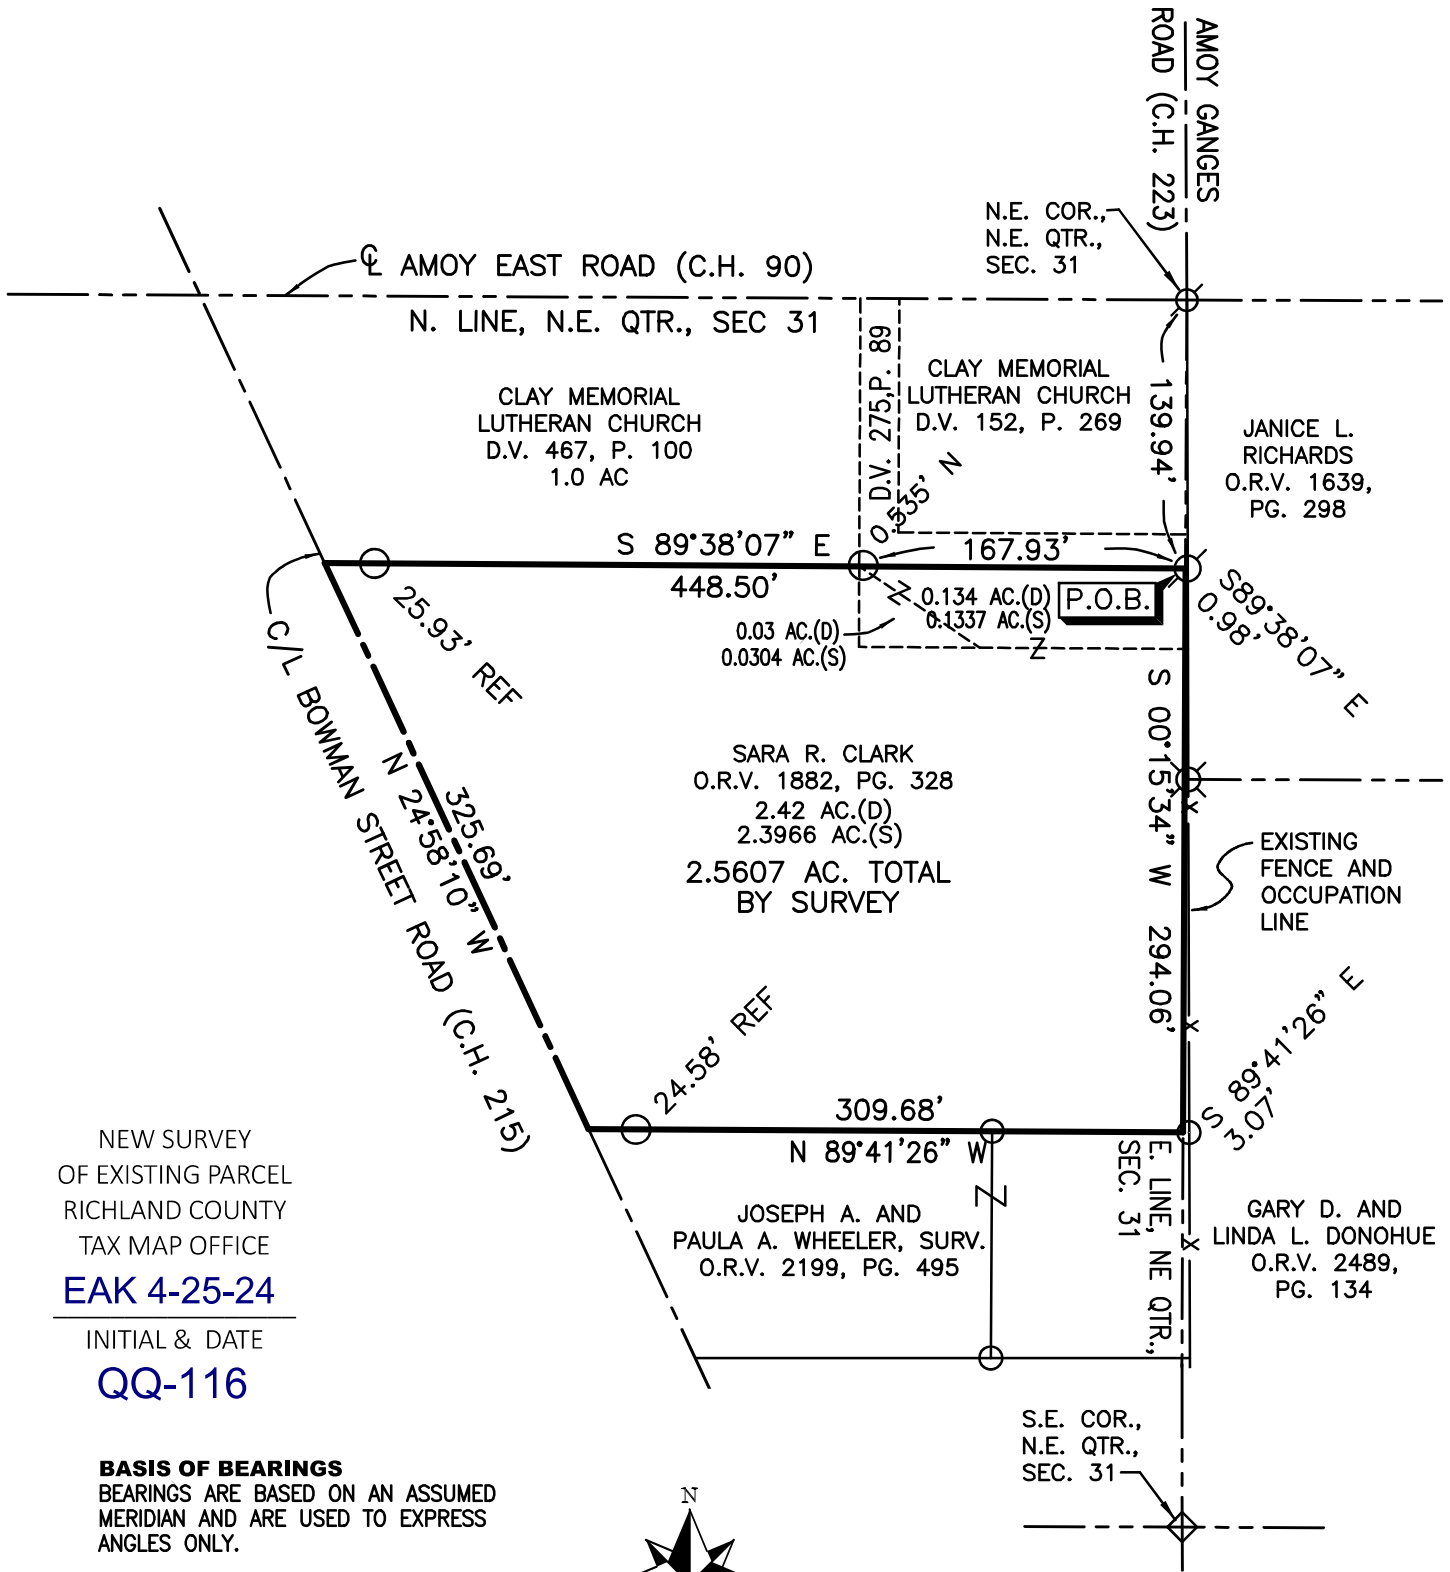 AMOY GANGES
ROAD (C.H. 223)
N.E. COR.,
N.E. QTR.,
SEC. 31
℄ AMOY EAST ROAD (C.H. 90)
N. LINE, N.E. QTR., SEC 31
CLAY MEMORIAL
LUTHERAN CHURCH
D.V. 467, P. 100
1.0 AC
D.V. 275,P. 89
CLAY MEMORIAL
LUTHERAN CHURCH
D.V. 152, P. 269
139.94'
JANICE L.
RICHARDS
O.R.V. 1639,
PG. 298
0.535' N
S 89°38'07" E
448.50'
167.93'
25.93' REF
0.134 AC.(D)
0.1337 AC.(S)
P.O.B.
0.03 AC.(D)
0.0304 AC.(S)
S89°38'07" E
0.98'
C/L BOWMAN STREET ROAD (C.H. 215)
325.69'
N 24°58'10" W
SARA R. CLARK
O.R.V. 1882, PG. 328
2.42 AC.(D)
2.3966 AC.(S)
2.5607 AC. TOTAL
BY SURVEY
S 00°15'34" W 294.06'
EXISTING
FENCE AND
OCCUPATION
LINE
24.58' REF
309.68'
N 89°41'26" W
S 89°41'26" E
3.07'
E. LINE, NE QTR.,
SEC. 31
JOSEPH A. AND
PAULA A. WHEELER, SURV.
O.R.V. 2199, PG. 495
GARY D. AND
LINDA L. DONOHUE
O.R.V. 2489,
PG. 134
NEW SURVEY
OF EXISTING PARCEL
RICHLAND COUNTY
TAX MAP OFFICE
EAK 4-25-24
INITIAL & DATE
QQ-116
S.E. COR.,
N.E. QTR.,
SEC. 31
BASIS OF BEARINGS
BEARINGS ARE BASED ON AN ASSUMED
MERIDIAN AND ARE USED TO EXPRESS
ANGLES ONLY.
N